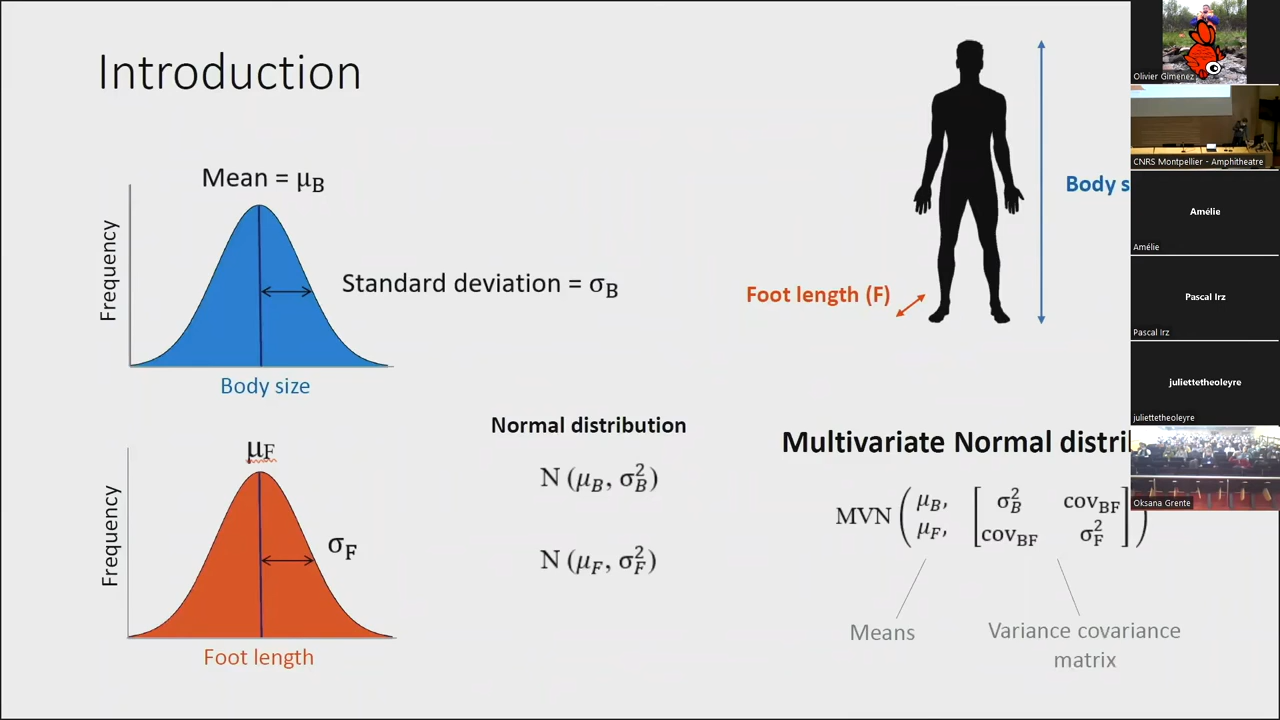 Introduction
Mean = μB
Frequency
Standard deviation = σB
Body size
Body s
Foot length (F)
μF
Frequency
σF
Foot length
Normal distribution
N (μB, σ²B)
N (μF, σ²F)
Multivariate Normal distri
MVN ( μB, [ σ²B covBF
μF, covBF σ²F ] )
Means
Variance covariance
matrix
Olivier Gimenez
CNRS Montpellier - Amphitheatre
Amélie
Amélie
Pascal Irz
Pascal Irz
juliettetheoleyre
juliettetheoleyre
Oksana Grente